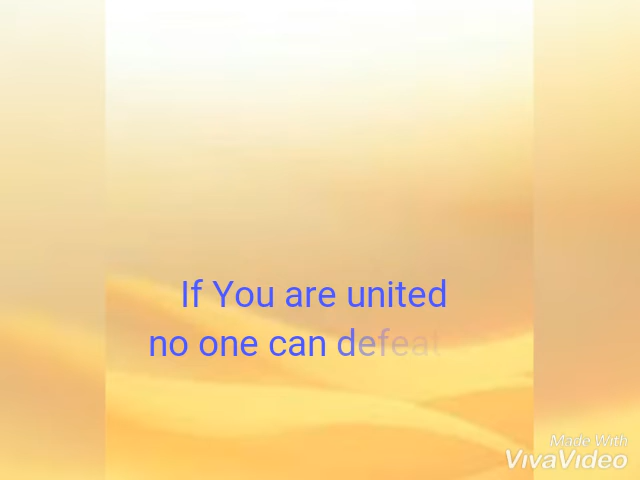 If You are united
no one can defeat
Made With
VivaVideo